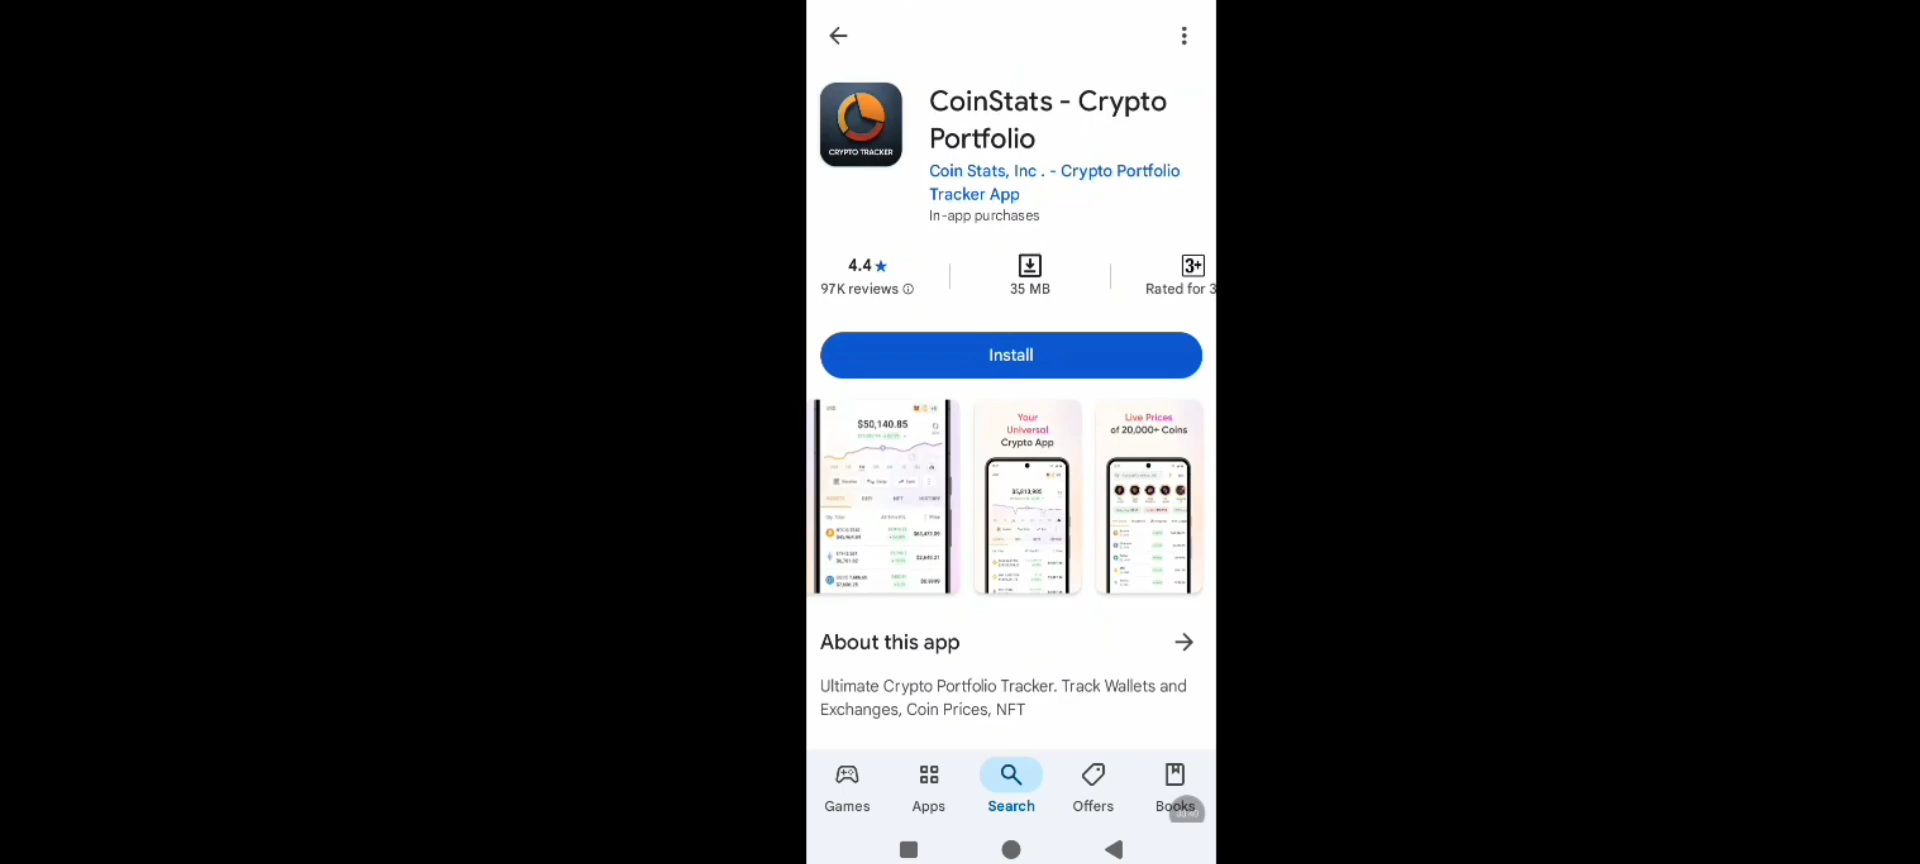 CoinStats - Crypto
Portfolio
CRYPTO TRACKER
Coin Stats, Inc . - Crypto Portfolio
Tracker App
In-app purchases
4.4★
97K reviews
35 MB
3+
Rated for 3
Install
$50,140.85
Your
Universal
Crypto App
Live Prices
of 20,000+ Coins
About this app
Ultimate Crypto Portfolio Tracker. Track Wallets and
Exchanges, Coin Prices, NFT
Games
Apps
Search
Offers
Books